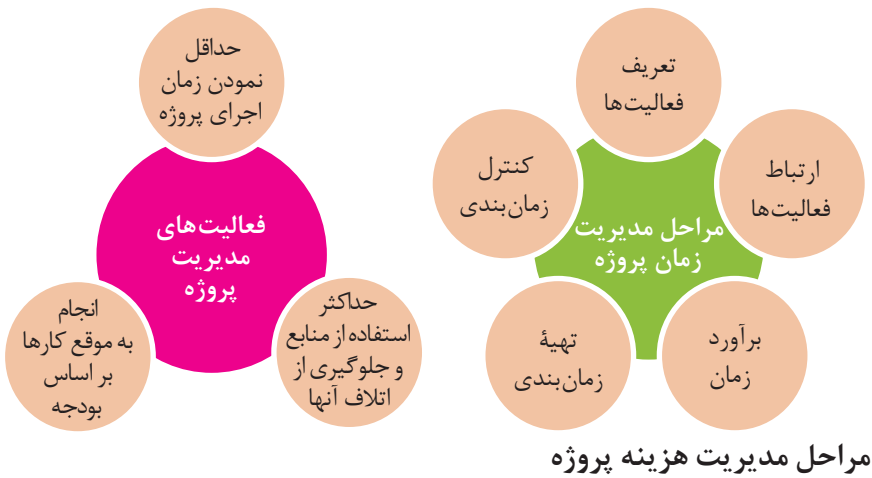 تعریف
فعالیت‌ها
ارتباط
فعالیت‌ها
برآورد
زمان
تهیۀ
زمان‌بندی
کنترل
زمان‌بندی
مراحل مدیریت
زمان پروژه
حداقل
نمودن زمان
اجرای پروژه
حداکثر
استفاده از منابع
و جلوگیری از
اتلاف آنها
انجام
به موقع کارها
بر اساس
بودجه
فعالیت‌های
مدیریت
پروژه
مراحل مدیریت هزینه پروژه